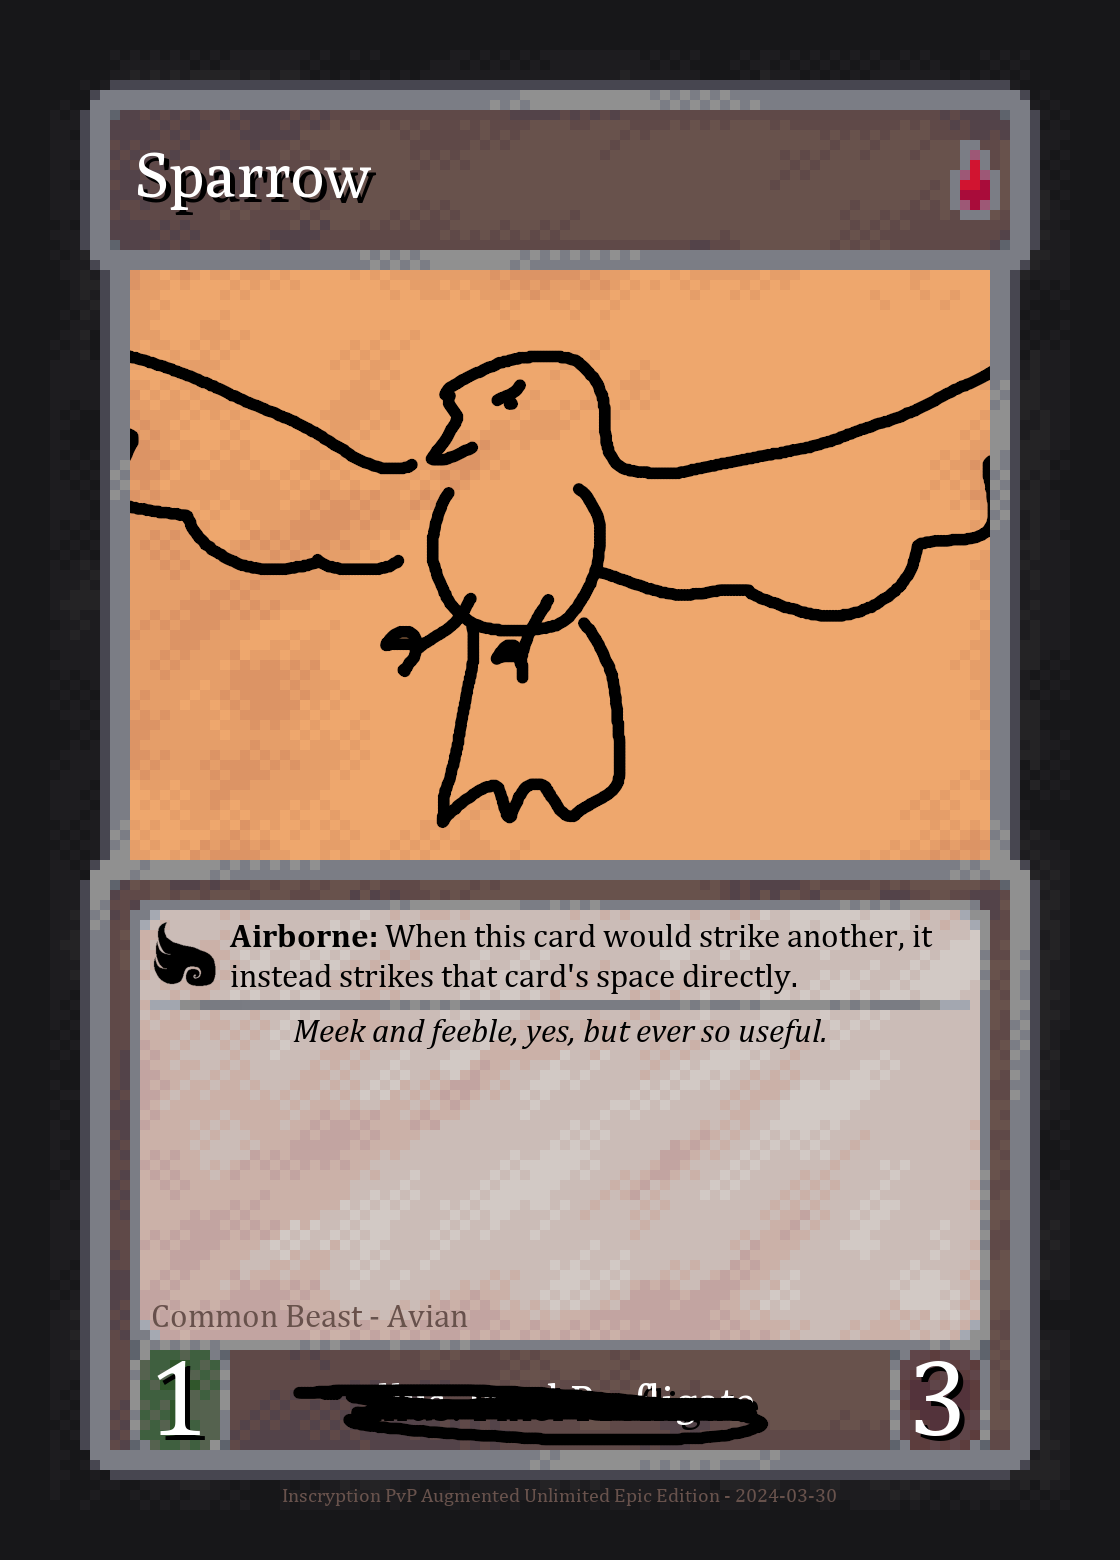 Sparrow
Airborne: When this card would strike another, it
instead strikes that card's space directly.
Meek and feeble, yes, but ever so useful.
Common Beast - Avian
1
3
Inscryption PvP Augmented Unlimited Epic Edition - 2024-03-30